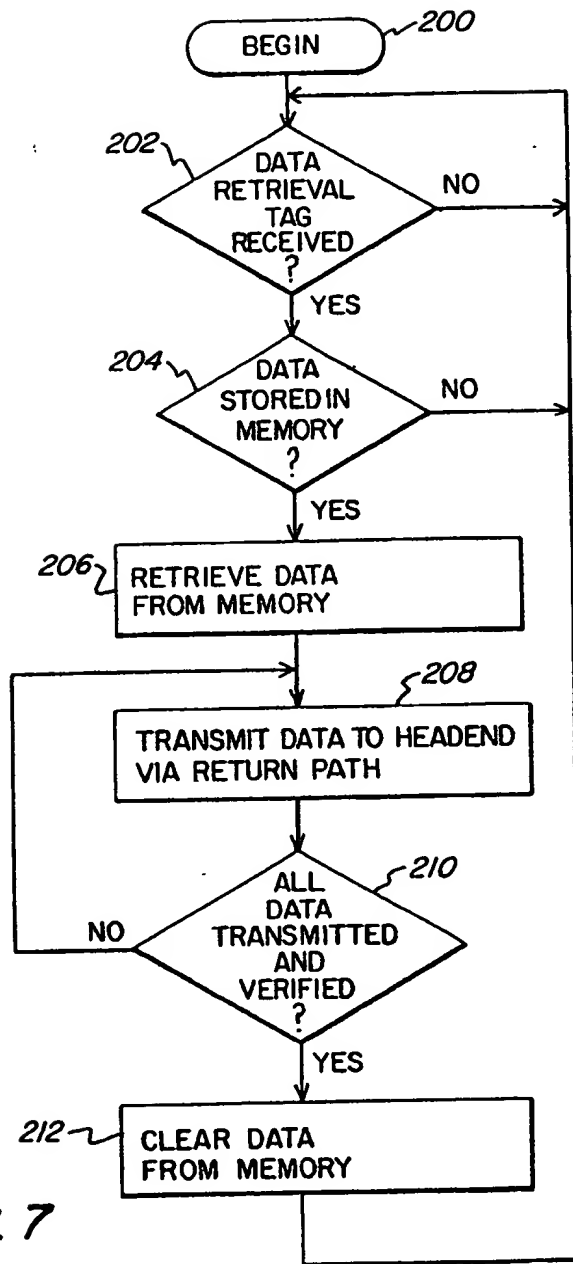 BEGIN
200
202
DATA
RETRIEVAL
TAG
RECEIVED
?
NO
YES
204
DATA
STORED IN
MEMORY
?
NO
YES
206
RETRIEVE DATA
FROM MEMORY
208
TRANSMIT DATA TO HEADEND
VIA RETURN PATH
210
ALL
DATA
TRANSMITTED
AND
VERIFIED
?
NO
YES
212
CLEAR DATA
FROM MEMORY
7